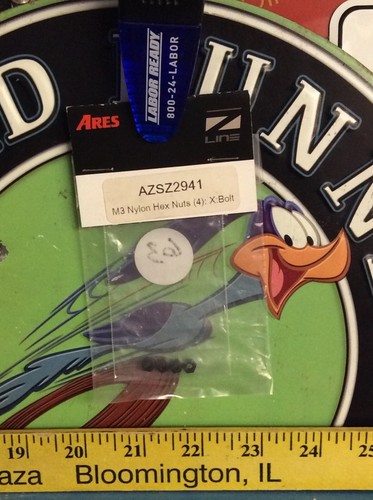 D
UNN
LABOR READY
800-24-LABOR
ARES
Z
LINE
AZSZ2941
M3 Nylon Hex Nuts (4): X:Bolt
19 20 21 22 23 24 25
aza Bloomington, IL